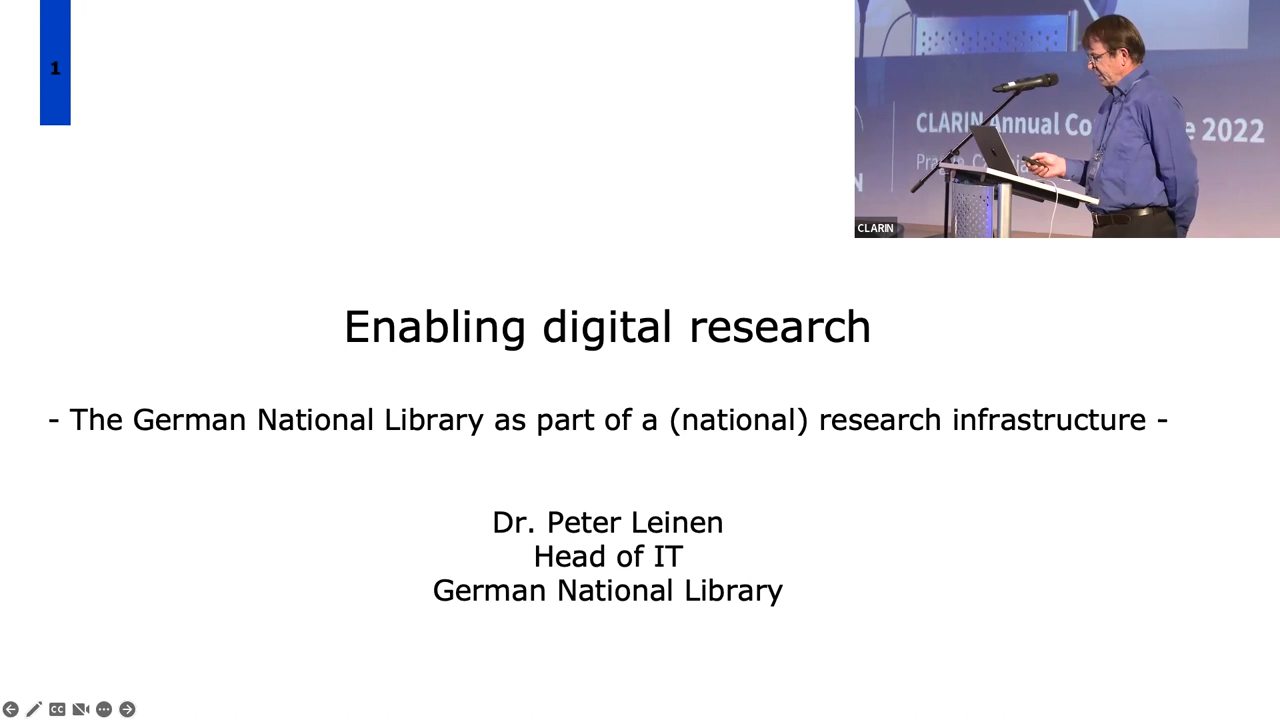 1
CLARIN Annual Co e 2022
CLARIN
Enabling digital research
- The German National Library as part of a (national) research infrastructure -
Dr. Peter Leinen
Head of IT
German National Library
CC